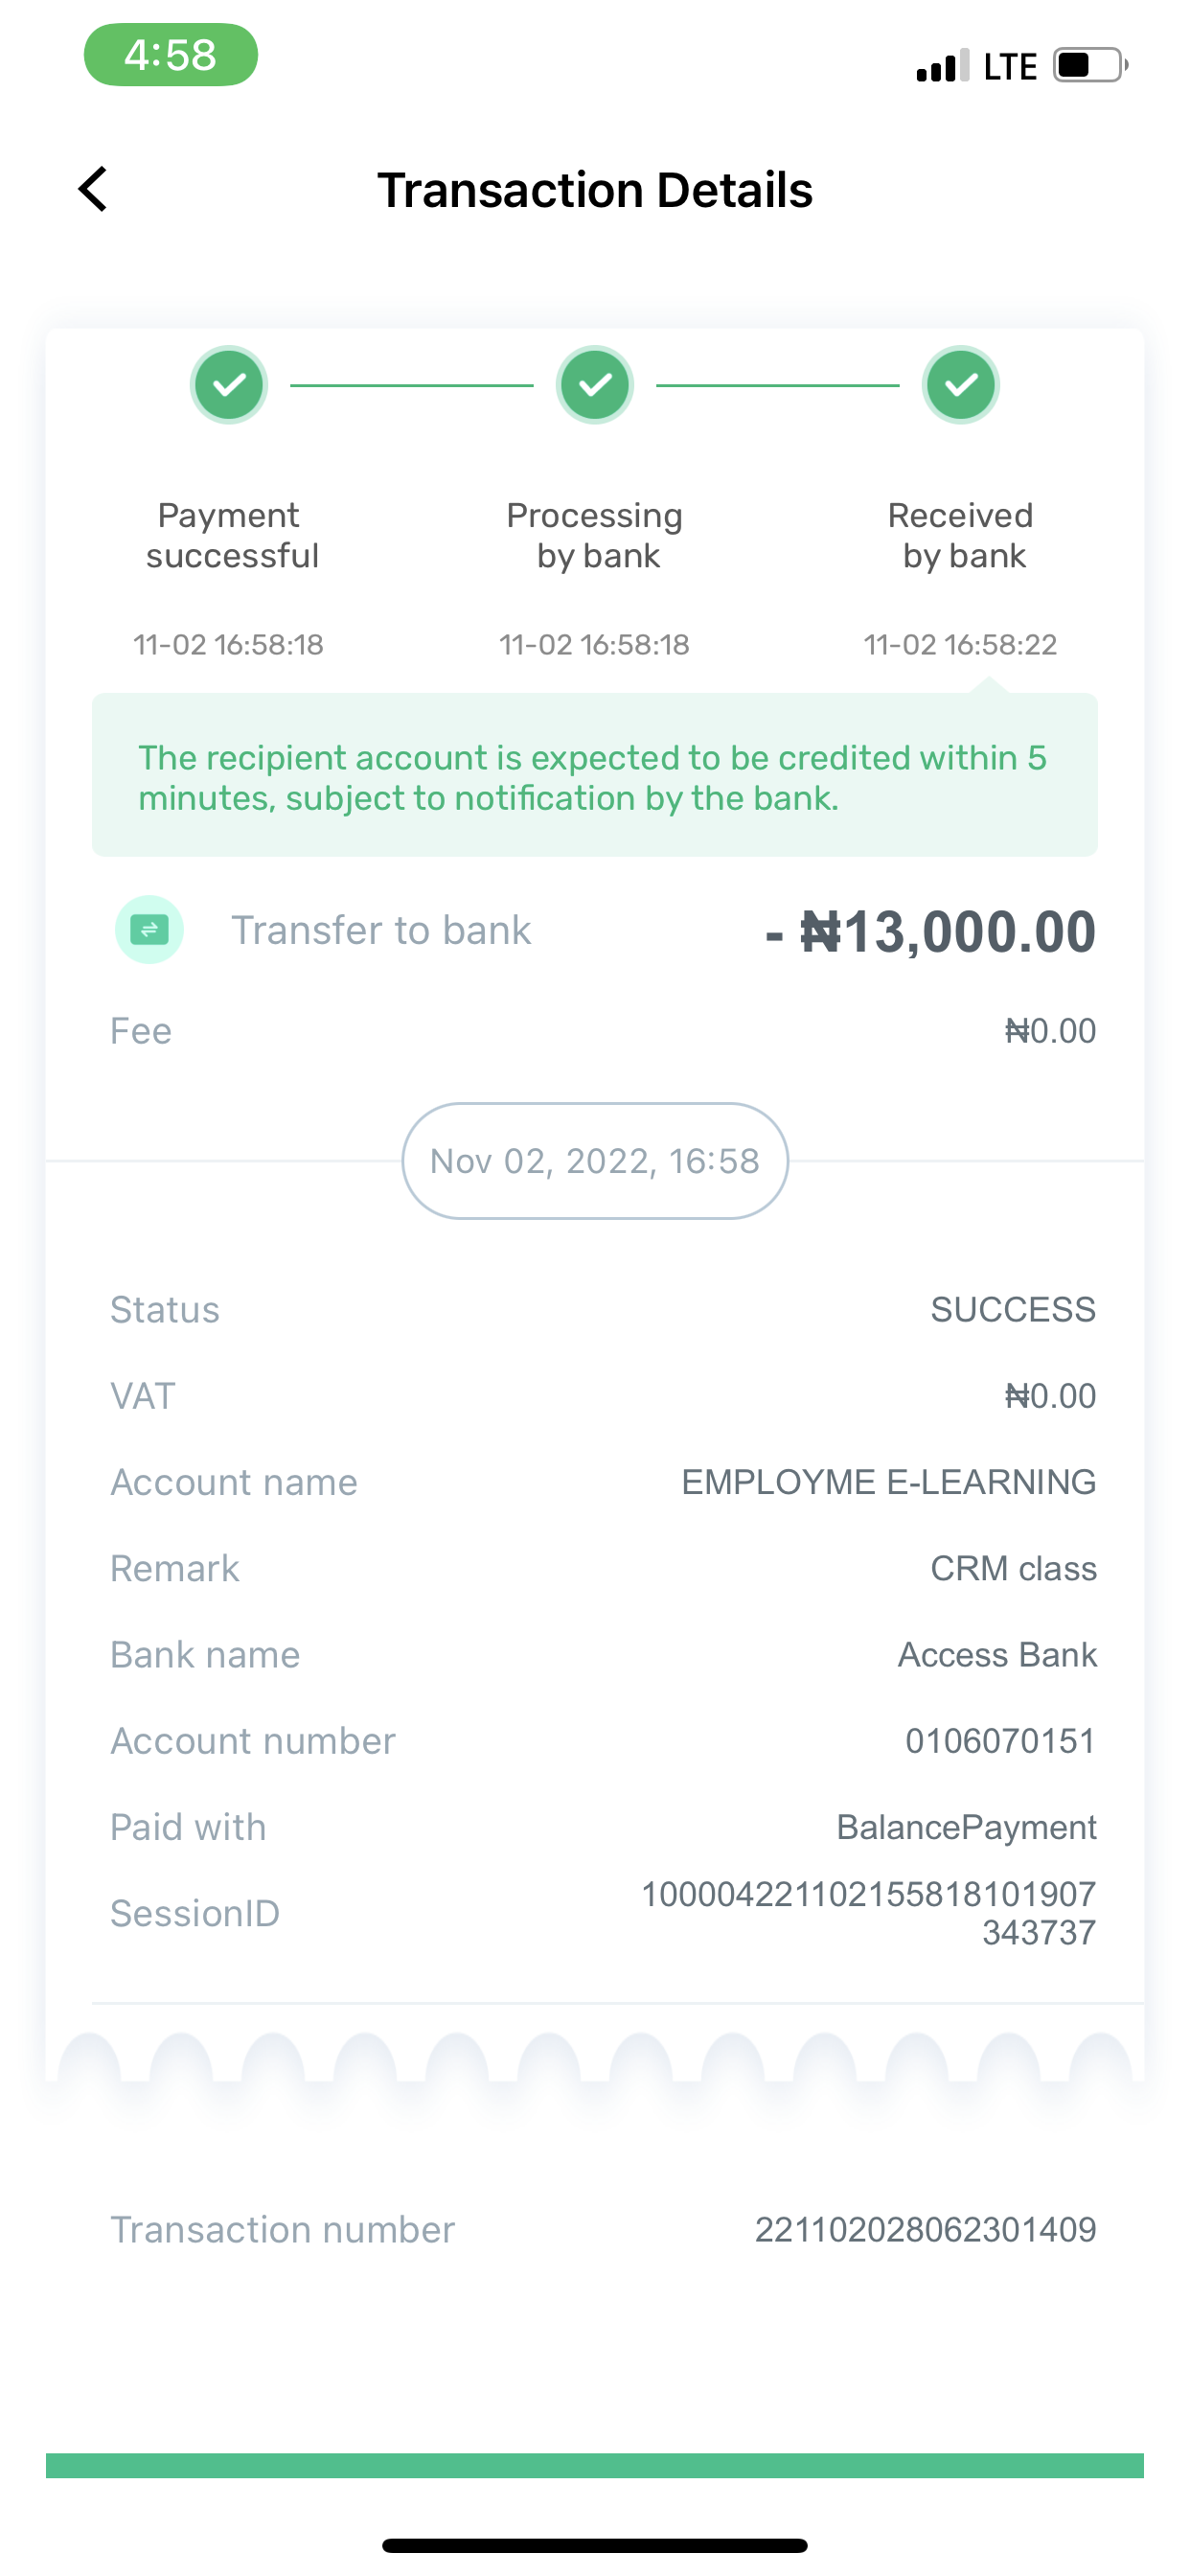 4:58
LTE
Transaction Details
Payment successful
Processing by bank
Received by bank
11-02 16:58:18
11-02 16:58:18
11-02 16:58:22
The recipient account is expected to be credited within 5
minutes, subject to notification by the bank.
Transfer to bank - ₦13,000.00
Fee ₦0.00
Nov 02, 2022, 16:58
Status SUCCESS
VAT ₦0.00
Account name EMPLOYME E-LEARNING
Remark CRM class
Bank name Access Bank
Account number 0106070151
Paid with BalancePayment
SessionID 100004221102155818101907
343737
Transaction number 221102028062301409